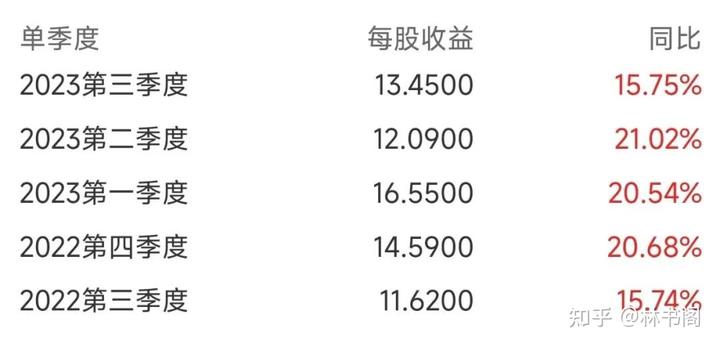 单季度 每股收益 同比
2023第三季度 13.4500 15.75%
2023第二季度 12.0900 21.02%
2023第一季度 16.5500 20.54%
2022第四季度 14.5900 20.68%
2022第三季度 11.6200 15.74%
知乎 @林书阁